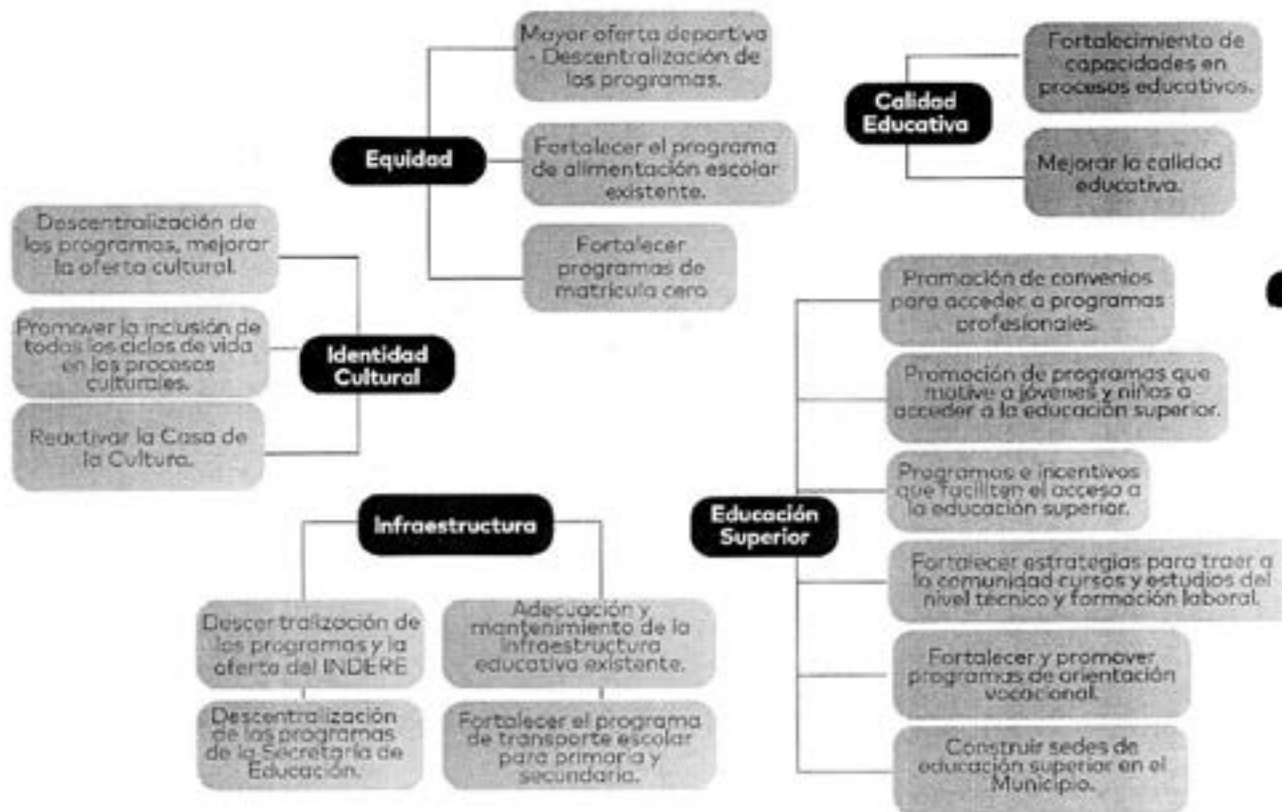 Mayor oferta deportiva
- Descentralización de
los programas.
Equidad
Fortalecer el programa
de alimentación escolar
existente.
Fortalecer
programas de
matrícula cero
Calidad
Educativa
Fortalecimiento de
capacidades en
procesos educativos.
Mejorar la calidad
educativa.
Descentralización de
los programas, mejorar
la oferta cultural.
Promover la inclusión de
todos los ciclos de vida
en los procesos
culturales.
Identidad
Cultural
Reactivar la Casa de
la Cultura.
Infraestructura
Descentralización de
los programas y la
oferta del INDERE
Adecuación y
mantenimiento de la
infraestructura
educativa existente.
Descentralización
de los programas
de la Secretaría de
Educación.
Fortalecer el programa
de transporte escolar
para primaria y
secundaria.
Educación
Superior
Promoción de convenios
para acceder a programas
profesionales.
Promoción de programas que
motive a jóvenes y niños a
acceder a la educación superior.
Programas e incentivos
que faciliten el acceso a
la educación superior.
Fortalecer estrategias para traer a
la comunidad cursos y estudios del
nivel técnico y formación laboral.
Fortalecer y promover
programas de orientación
vocacional.
Construir sedes de
educación superior en el
Municipio.